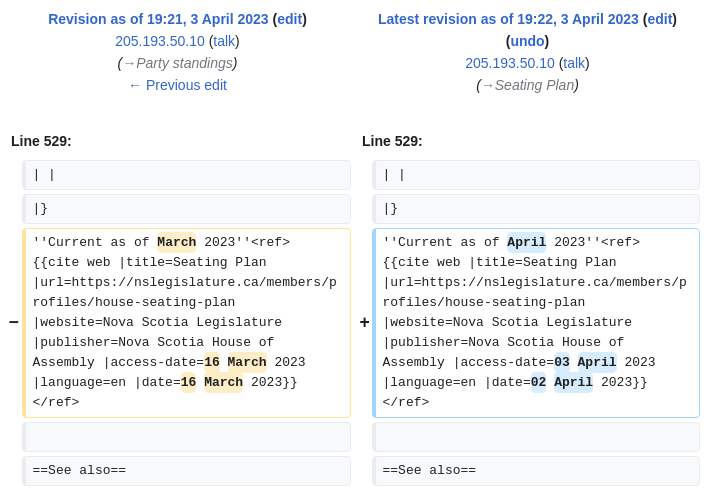 Revision as of 19:21, 3 April 2023 (edit)
205.193.50.10 (talk)
(→Party standings)
← Previous edit
Latest revision as of 19:22, 3 April 2023 (edit)
(undo)
205.193.50.10 (talk)
(→Seating Plan)
Line 529:
Line 529:
| |
| |
|}
|}
−
''Current as of March 2023''<ref>
{{cite web |title=Seating Plan
|url=https://nslegislature.ca/members/p
rofiles/house-seating-plan
|website=Nova Scotia Legislature
|publisher=Nova Scotia House of
Assembly |access-date=16 March 2023
|language=en |date=16 March 2023}}
</ref>
+
''Current as of April 2023''<ref>
{{cite web |title=Seating Plan
|url=https://nslegislature.ca/members/p
rofiles/house-seating-plan
|website=Nova Scotia Legislature
|publisher=Nova Scotia House of
Assembly |access-date=03 April 2023
|language=en |date=02 April 2023}}
</ref>
==See also==
==See also==